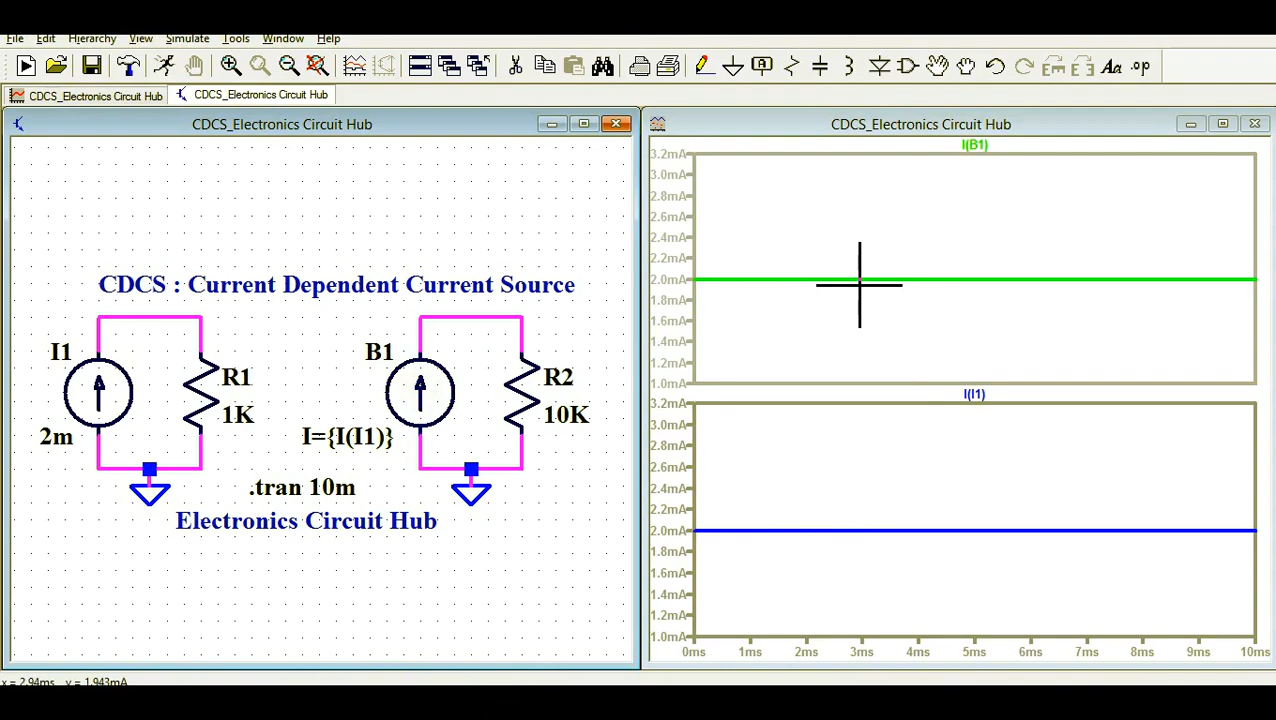 File Edit Hierarchy View Simulate Tools Window Help
Aa .op
CDCS_Electronics Circuit Hub
CDCS_Electronics Circuit Hub
CDCS_Electronics Circuit Hub
CDCS : Current Dependent Current Source
I1
R1
1K
2m
B1
R2
10K
I={I(I1)}
.tran 10m
Electronics Circuit Hub
CDCS_Electronics Circuit Hub
I(B1)
3.2mA
3.0mA
2.8mA
2.6mA
2.4mA
2.2mA
2.0mA
1.8mA
1.6mA
1.4mA
1.2mA
1.0mA
I(I1)
3.2mA
3.0mA
2.8mA
2.6mA
2.4mA
2.2mA
2.0mA
1.8mA
1.6mA
1.4mA
1.2mA
1.0mA
0ms 1ms 2ms 3ms 4ms 5ms 6ms 7ms 8ms 9ms 10ms
x = 2.94ms y = 1.943mA